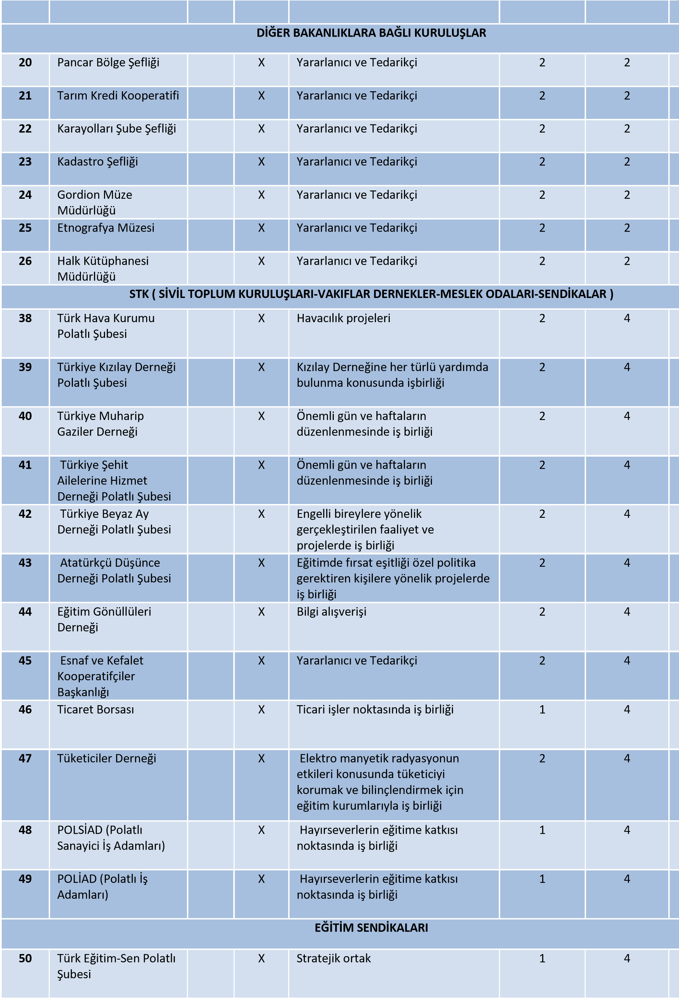 DİĞER BAKANLIKLARA BAĞLI KURULUŞLAR
20 Pancar Bölge Şefliği X Yararlanıcı ve Tedarikçi 2 2
21 Tarım Kredi Kooperatifi X Yararlanıcı ve Tedarikçi 2 2
22 Karayolları Şube Şefliği X Yararlanıcı ve Tedarikçi 2 2
23 Kadastro Şefliği X Yararlanıcı ve Tedarikçi 2 2
24 Gordion Müze X Yararlanıcı ve Tedarikçi 2 2
Müdürlüğü
25 Etnografya Müzesi X Yararlanıcı ve Tedarikçi 2 2
26 Halk Kütüphanesi X Yararlanıcı ve Tedarikçi 2 2
Müdürlüğü
STK ( SİVİL TOPLUM KURULUŞLARI-VAKIFLAR DERNEKLER-MESLEK ODALARI-SENDİKALAR )
38 Türk Hava Kurumu X Havacılık projeleri 2 4
Polatlı Şubesi
39 Türkiye Kızılay Derneği X Kızılay Derneğine her türlü yardımda 2 4
Polatlı Şubesi bulunma konusunda işbirliği
40 Türkiye Muharip X Önemli gün ve haftaların 2 4
Gaziler Derneği düzenlenmesinde iş birliği
41 Türkiye Şehit X Önemli gün ve haftaların 2 4
Ailelerine Hizmet düzenlenmesinde iş birliği
Derneği Polatlı Şubesi
42 Türkiye Beyaz Ay X Engelli bireylere yönelik 2 4
Derneği Polatlı Şubesi gerçekleştirilen faaliyet ve
projelerde iş birliği
43 Atatürkçü Düşünce X Eğitimde fırsat eşitliği özel politika 2 4
Derneği Polatlı Şubesi gerektiren kişilere yönelik projelerde
iş birliği
44 Eğitim Gönüllüleri X Bilgi alışverişi 2 4
Derneği
45 Esnaf ve Kefalet X Yararlanıcı ve Tedarikçi 2 4
Kooperatifçiler
Başkanlığı
46 Ticaret Borsası X Ticari işler noktasında iş birliği 1 4
47 Tüketiciler Derneği X Elektro manyetik radyasyonun 2 4
etkileri konusunda tüketiciyi
korumak ve bilinçlendirmek için
eğitim kurumlarıyla iş birliği
48 POLSİAD (Polatlı X Hayırseverlerin eğitime katkısı 1 4
Sanayici İş Adamları) noktasında iş birliği
49 POLİAD (Polatlı İş X Hayırseverlerin eğitime katkısı 1 4
Adamları) noktasında iş birliği
EĞİTİM SENDİKALARI
50 Türk Eğitim-Sen Polatlı X Stratejik ortak 1 4
Şubesi